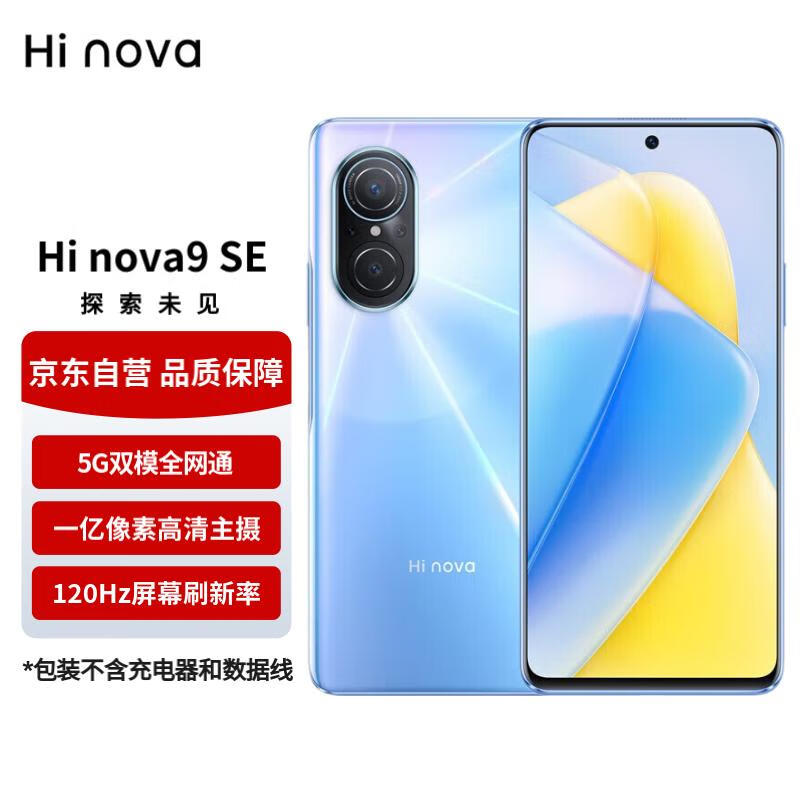 Hi nova
Hi nova9 SE
探索未见
京东自营 品质保障
5G双模全网通
一亿像素高清主摄
120Hz屏幕刷新率
*包装不含充电器和数据线
Hi nova